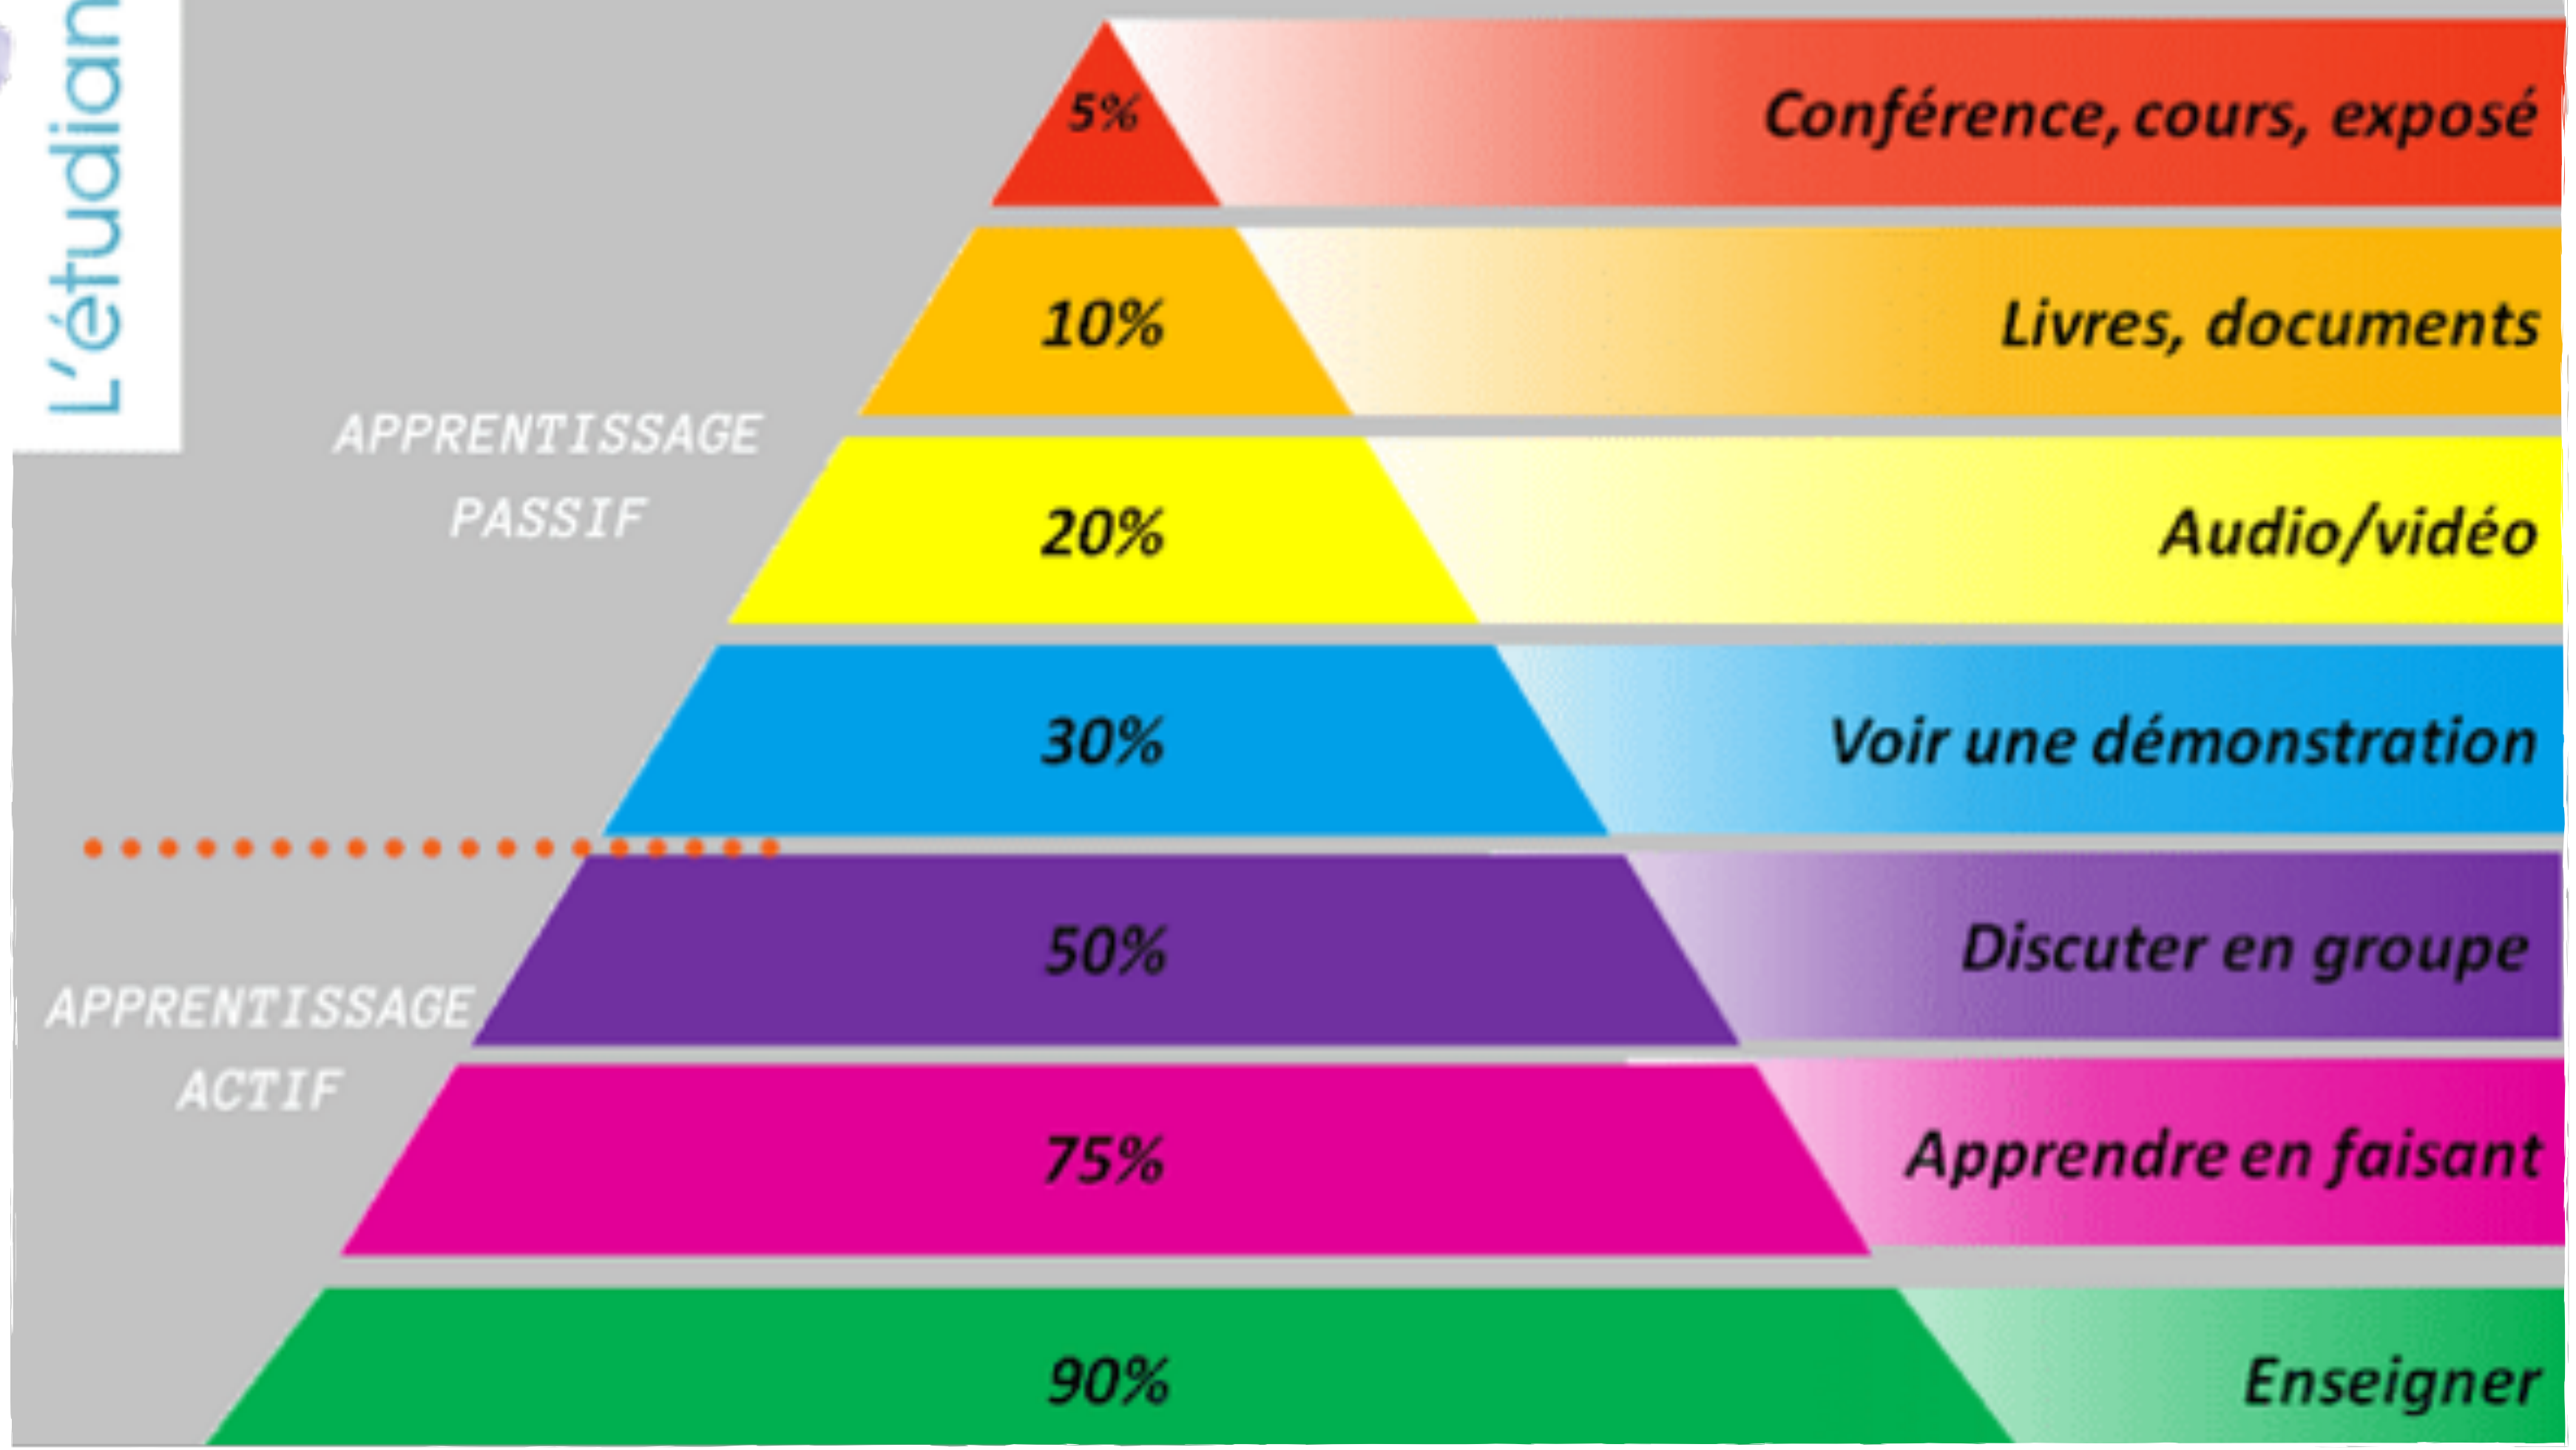 L'étudian
5%
Conférence, cours, exposé
10%
Livres, documents
APPRENTISSAGE
PASSIF
20%
Audio/vidéo
30%
Voir une démonstration
50%
Discuter en groupe
APPRENTISSAGE
ACTIF
75%
Apprendre en faisant
90%
Enseigner